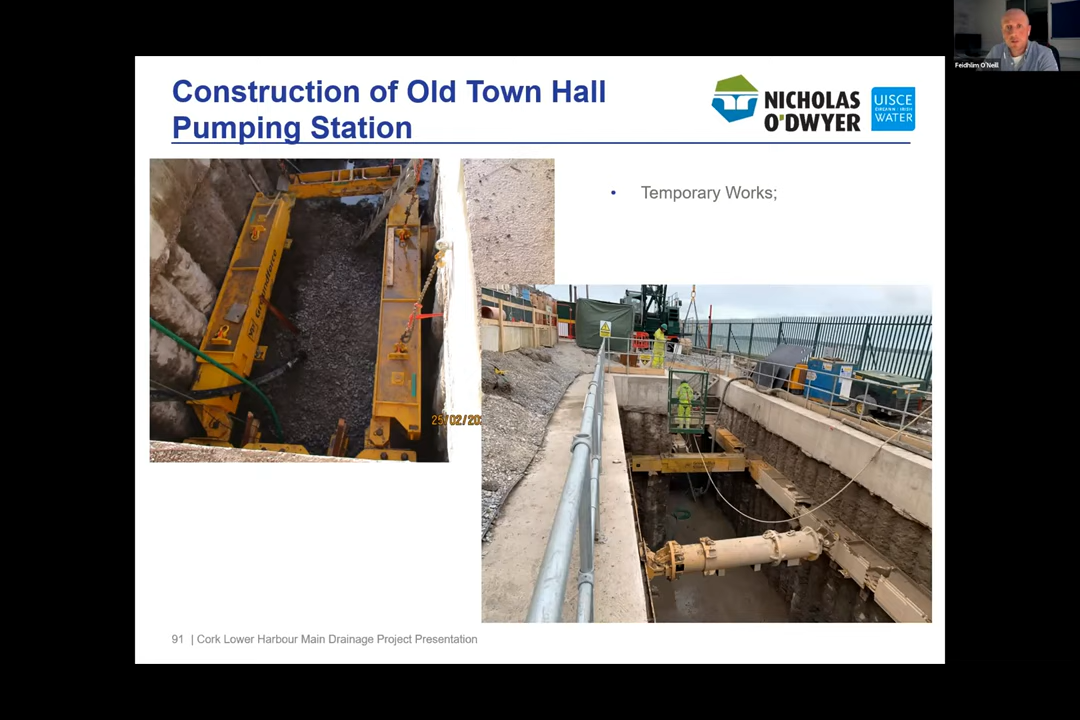 Feidhlim O'Neill
Construction of Old Town Hall
Pumping Station
NICHOLAS
O'DWYER
UISCE
ÉIREANN : IRISH
WATER
• Temporary Works;
Groundforce
25/02/20
91 | Cork Lower Harbour Main Drainage Project Presentation